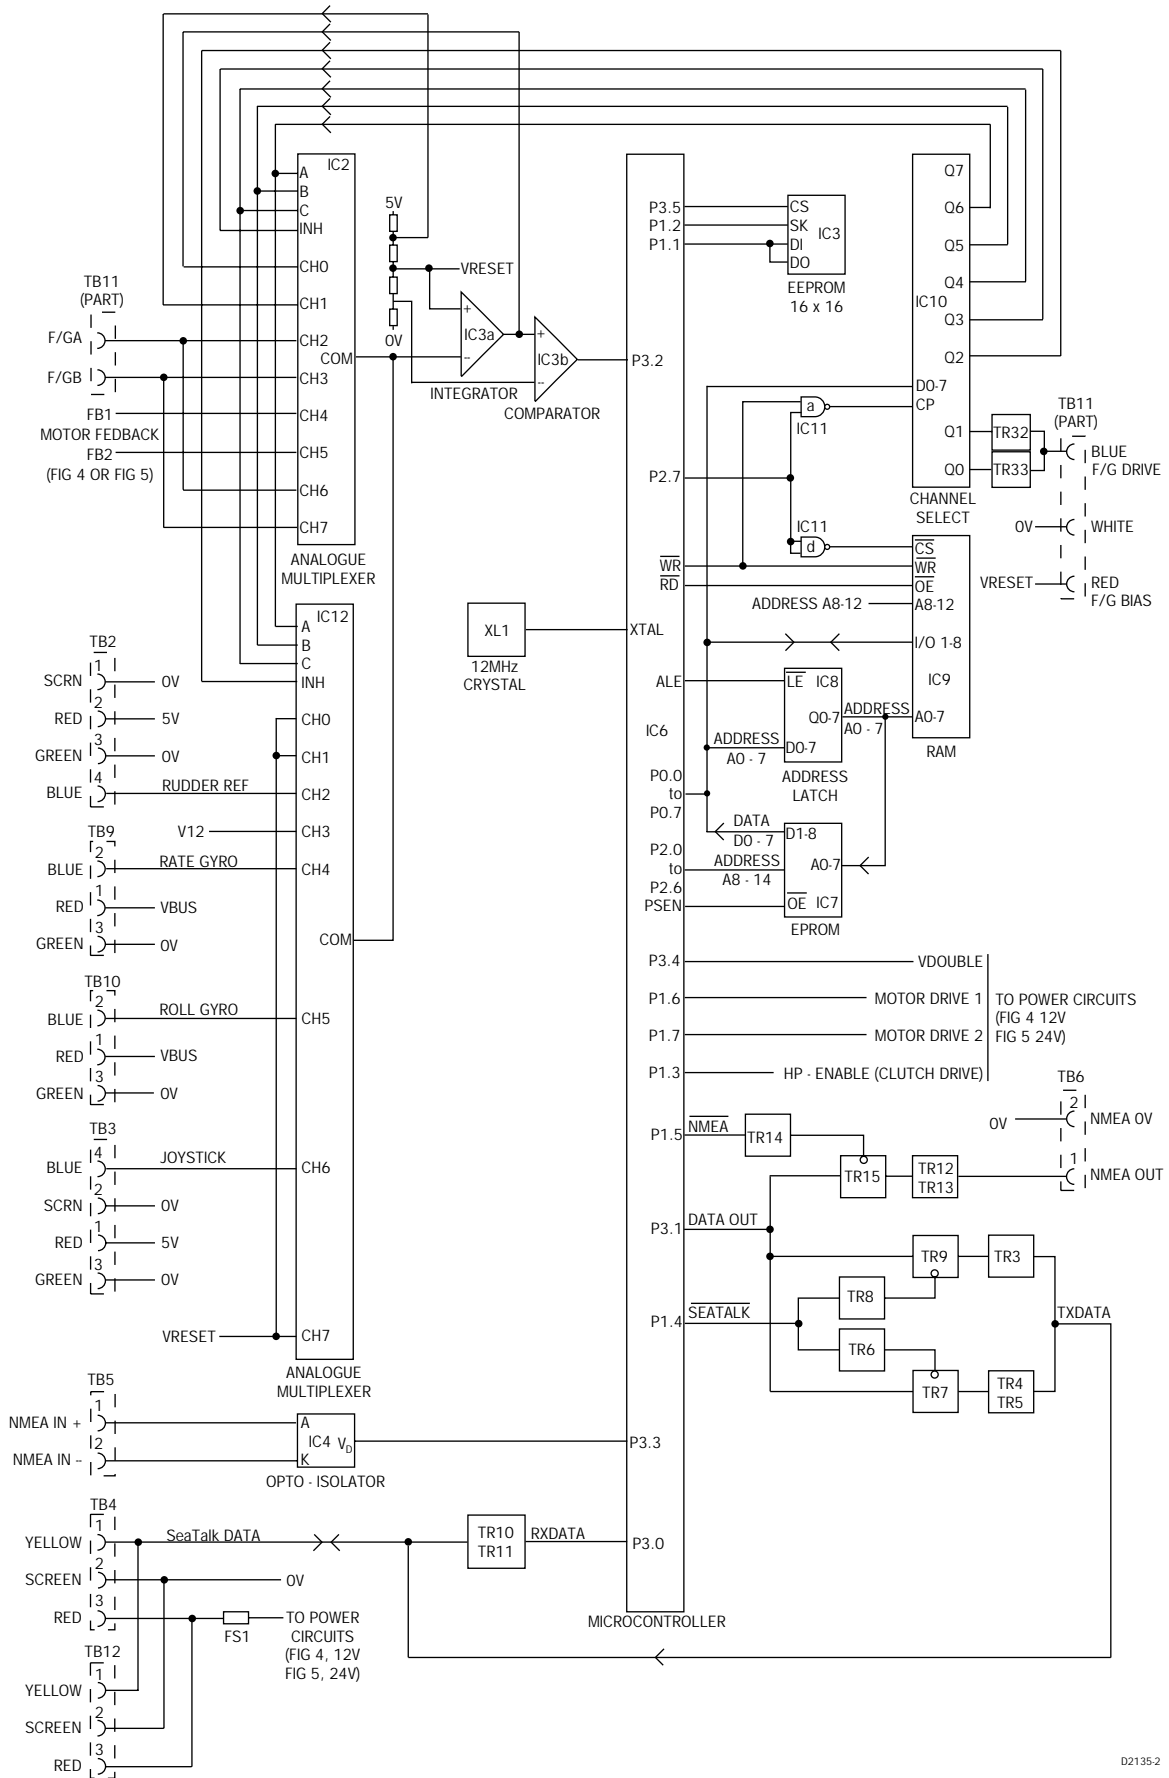 IC2
A
B
C
INH
CH0
CH1
CH2
COM
CH3
CH4
CH5
CH6
CH7
ANALOGUE
MULTIPLEXER
TB11
(PART)
F/GA
F/GB
FB1
MOTOR FEDBACK
FB2
(FIG 4 OR FIG 5)
5V
VRESET
0V
+
IC3a
--
INTEGRATOR
+
IC3b
--
COMPARATOR
P3.5
P1.2
P1.1
CS
SK
IC3
DI
DO
EEPROM
16 x 16
P3.2
Q7
Q6
Q5
Q4
IC10
Q3
Q2
D0-7
CP
Q1
Q0
CHANNEL
SELECT
a
IC11
TR32
TR33
TB11
(PART)
BLUE
F/G DRIVE
0V
WHITE
VRESET
RED
F/G BIAS
P2.7
IC11
d
WR
RD
CS
WR
OE
ADDRESS A8-12
A8-12
I/O 1-8
IC9
A0-7
RAM
XL1
12MHz
CRYSTAL
XTAL
ALE
LE
IC8
Q0-7
ADDRESS
A0 - 7
ADDRESS
A0 - 7
D0-7
ADDRESS
LATCH
IC6
P0.0
to
P0.7
DATA
D0 - 7
D1-8
P2.0
to
P2.6
ADDRESS
A8 - 14
A0-7
PSEN
OE
IC7
EPROM
IC12
A
B
C
INH
CH0
CH1
CH2
CH3
CH4
COM
CH5
CH6
CH7
ANALOGUE
MULTIPLEXER
TB2
1
SCRN
0V
2
RED
5V
3
GREEN
0V
4
BLUE
RUDDER REF
V12
TB9
2
BLUE
RATE GYRO
1
RED
VBUS
3
GREEN
0V
TB10
2
BLUE
ROLL GYRO
1
RED
VBUS
3
GREEN
0V
TB3
4
BLUE
JOYSTICK
2
SCRN
0V
1
RED
5V
3
GREEN
0V
VRESET
P3.4
VDOUBLE
P1.6
MOTOR DRIVE 1
P1.7
MOTOR DRIVE 2
P1.3
HP - ENABLE (CLUTCH DRIVE)
TO POWER CIRCUITS
(FIG 4 12V
FIG 5 24V)
TB6
2
0V
NMEA 0V
1
NMEA OUT
P1.5
NMEA
TR14
TR15
TR12
TR13
P3.1
DATA OUT
TR9
TR3
TR8
P1.4
SEATALK
TR6
TR7
TR4
TR5
TXDATA
TB5
1
NMEA IN +
2
NMEA IN --
A
IC4
VD
K
OPTO - ISOLATOR
P3.3
TB4
1
YELLOW
SeaTalk DATA
2
SCREEN
0V
3
RED
FS1
TO POWER
CIRCUITS
(FIG 4, 12V
FIG 5, 24V)
TR10
TR11
RXDATA
P3.0
MICROCONTROLLER
TB12
1
YELLOW
2
SCREEN
3
RED
D2135-2